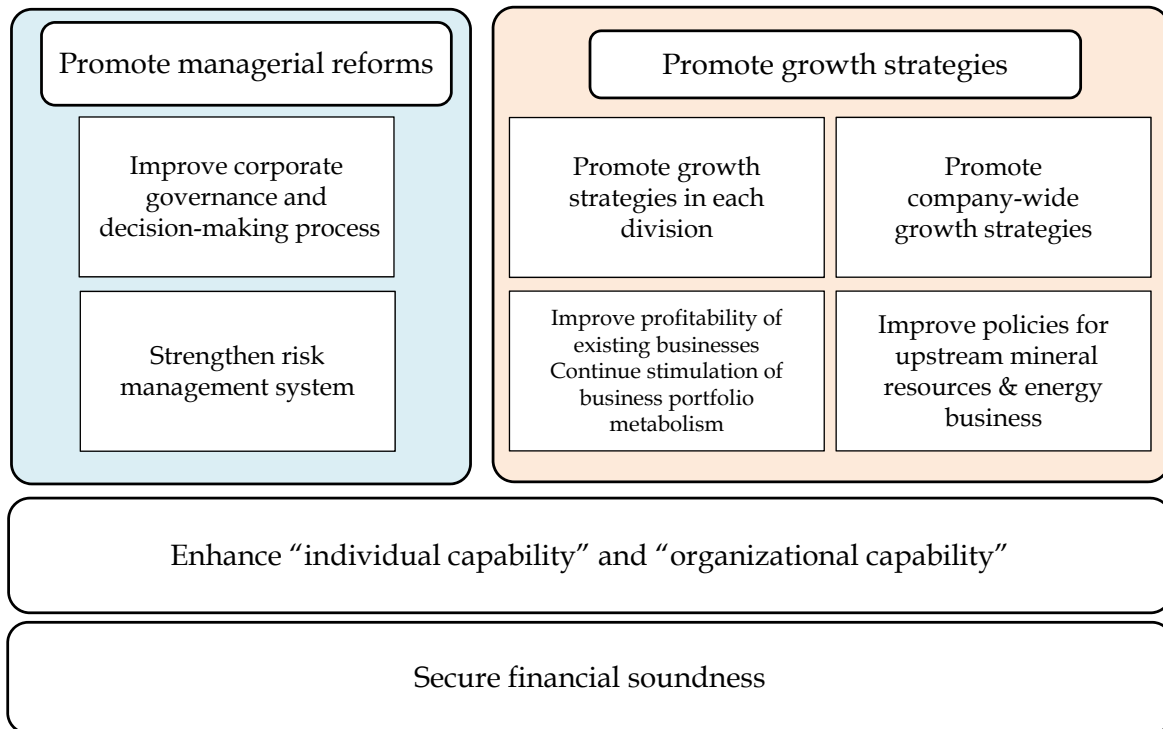 Promote managerial reforms
Improve corporate
governance and
decision-making process
Strengthen risk
management system
Promote growth strategies
Promote growth
strategies in each
division
Promote
company-wide
growth strategies
Improve profitability of
existing businesses
Continue stimulation of
business portfolio
metabolism
Improve policies for
upstream mineral
resources & energy
business
Enhance “individual capability” and “organizational capability”
Secure financial soundness